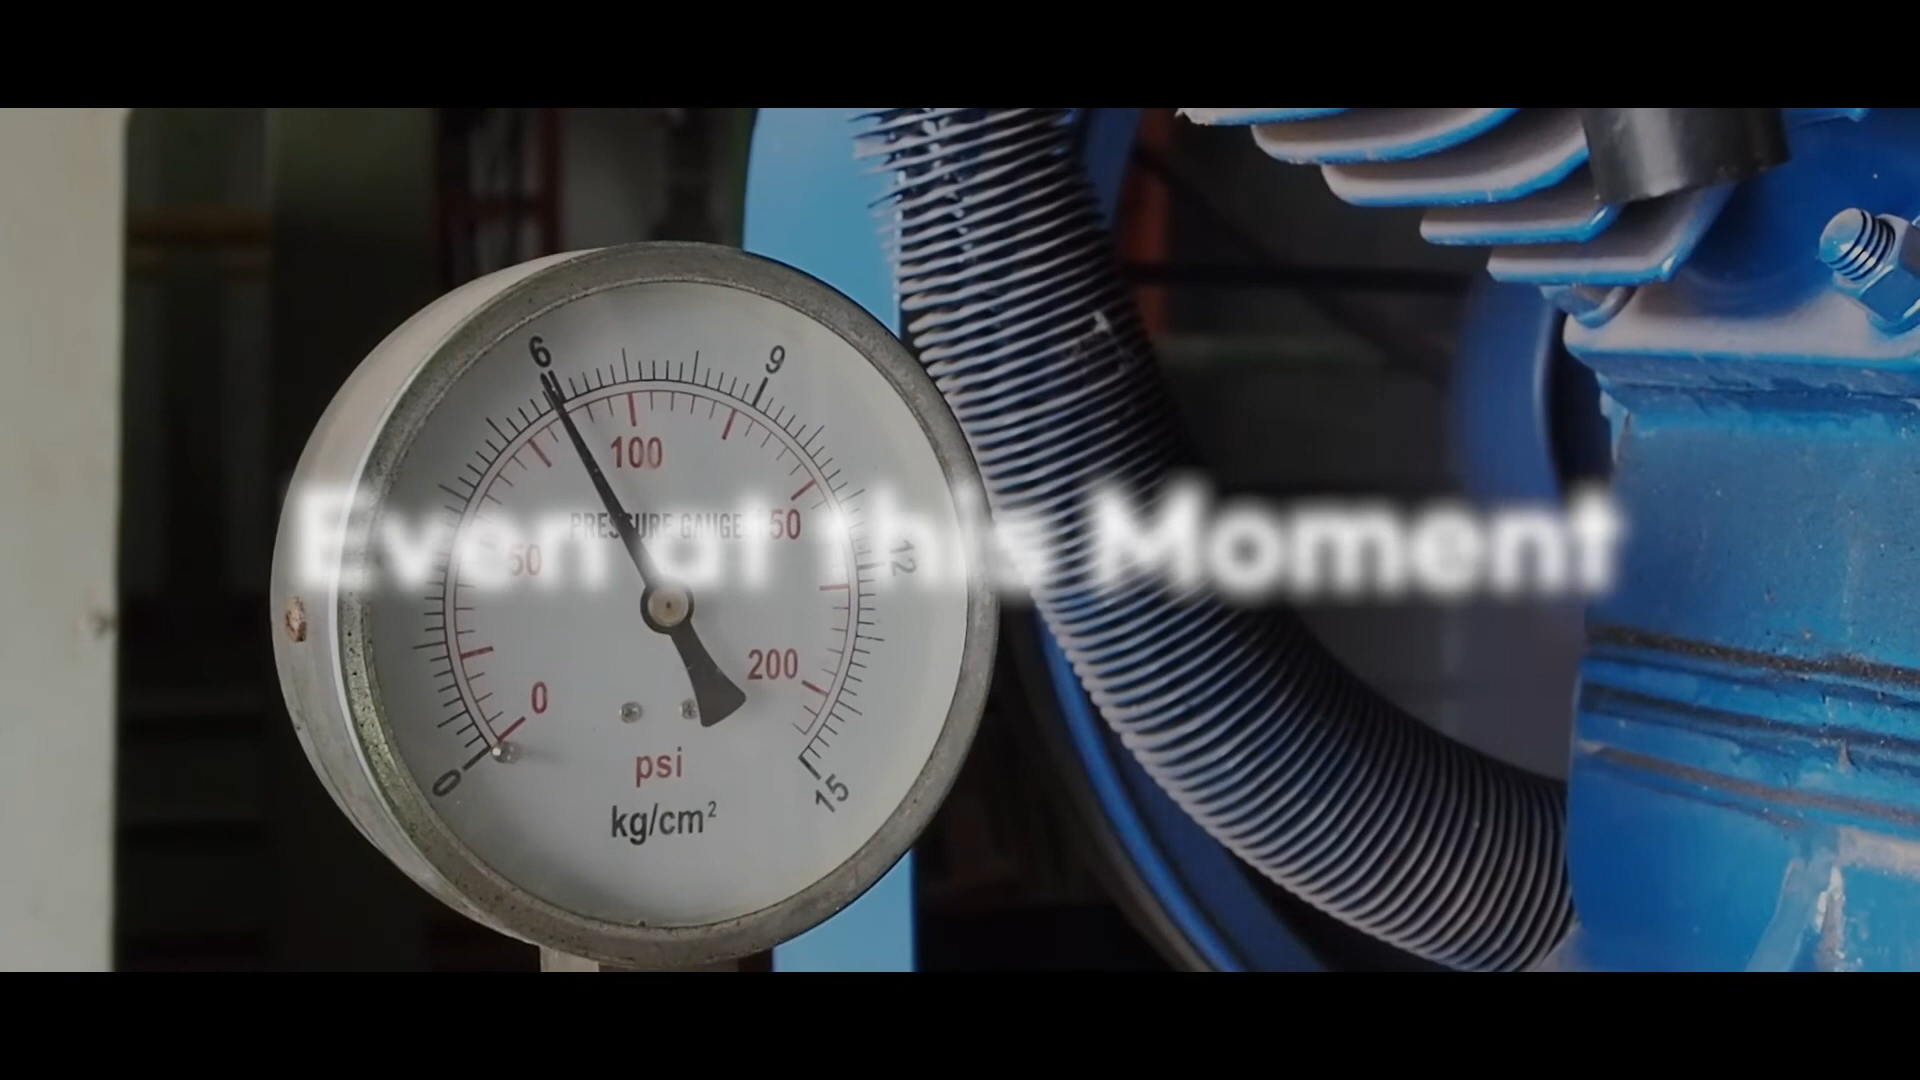 Even at this Moment
6
9
100
PRESSURE GAUGE
150
50
12
200
0
0
15
psi
kg/cm²